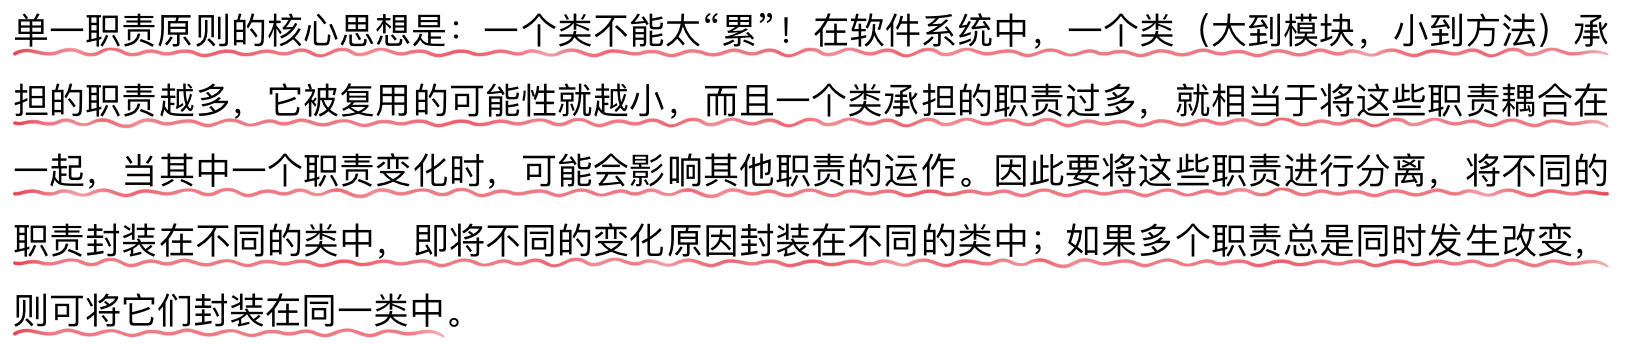 单一职责原则的核心思想是：一个类不能太“累”！在软件系统中，一个类（大到模块，小到方法）承
担的职责越多，它被复用的可能性就越小，而且一个类承担的职责过多，就相当于将这些职责耦合在
一起，当其中一个职责变化时，可能会影响其他职责的运作。因此要将这些职责进行分离，将不同的
职责封装在不同的类中，即将不同的变化原因封装在不同的类中；如果多个职责总是同时发生改变，
则可将它们封装在同一类中。